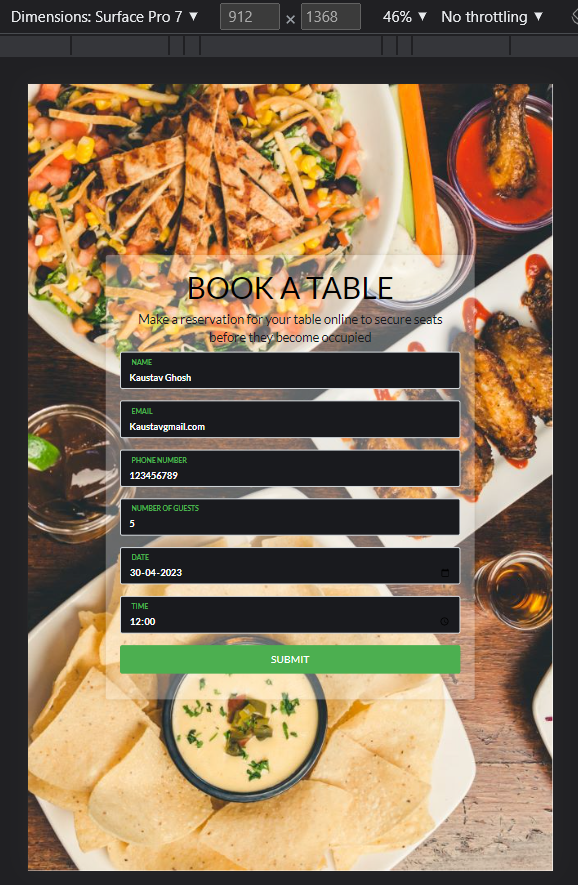 Dimensions: Surface Pro 7 ▼ 912 × 1368 46% ▼ No throttling ▼
BOOK A TABLE
Make a reservation for your table online to secure seats
before they become occupied
NAME
Kaustav Ghosh
EMAIL
Kaustavgmail.com
PHONE NUMBER
123456789
NUMBER OF GUESTS
5
DATE
30-04-2023
TIME
12:00
SUBMIT